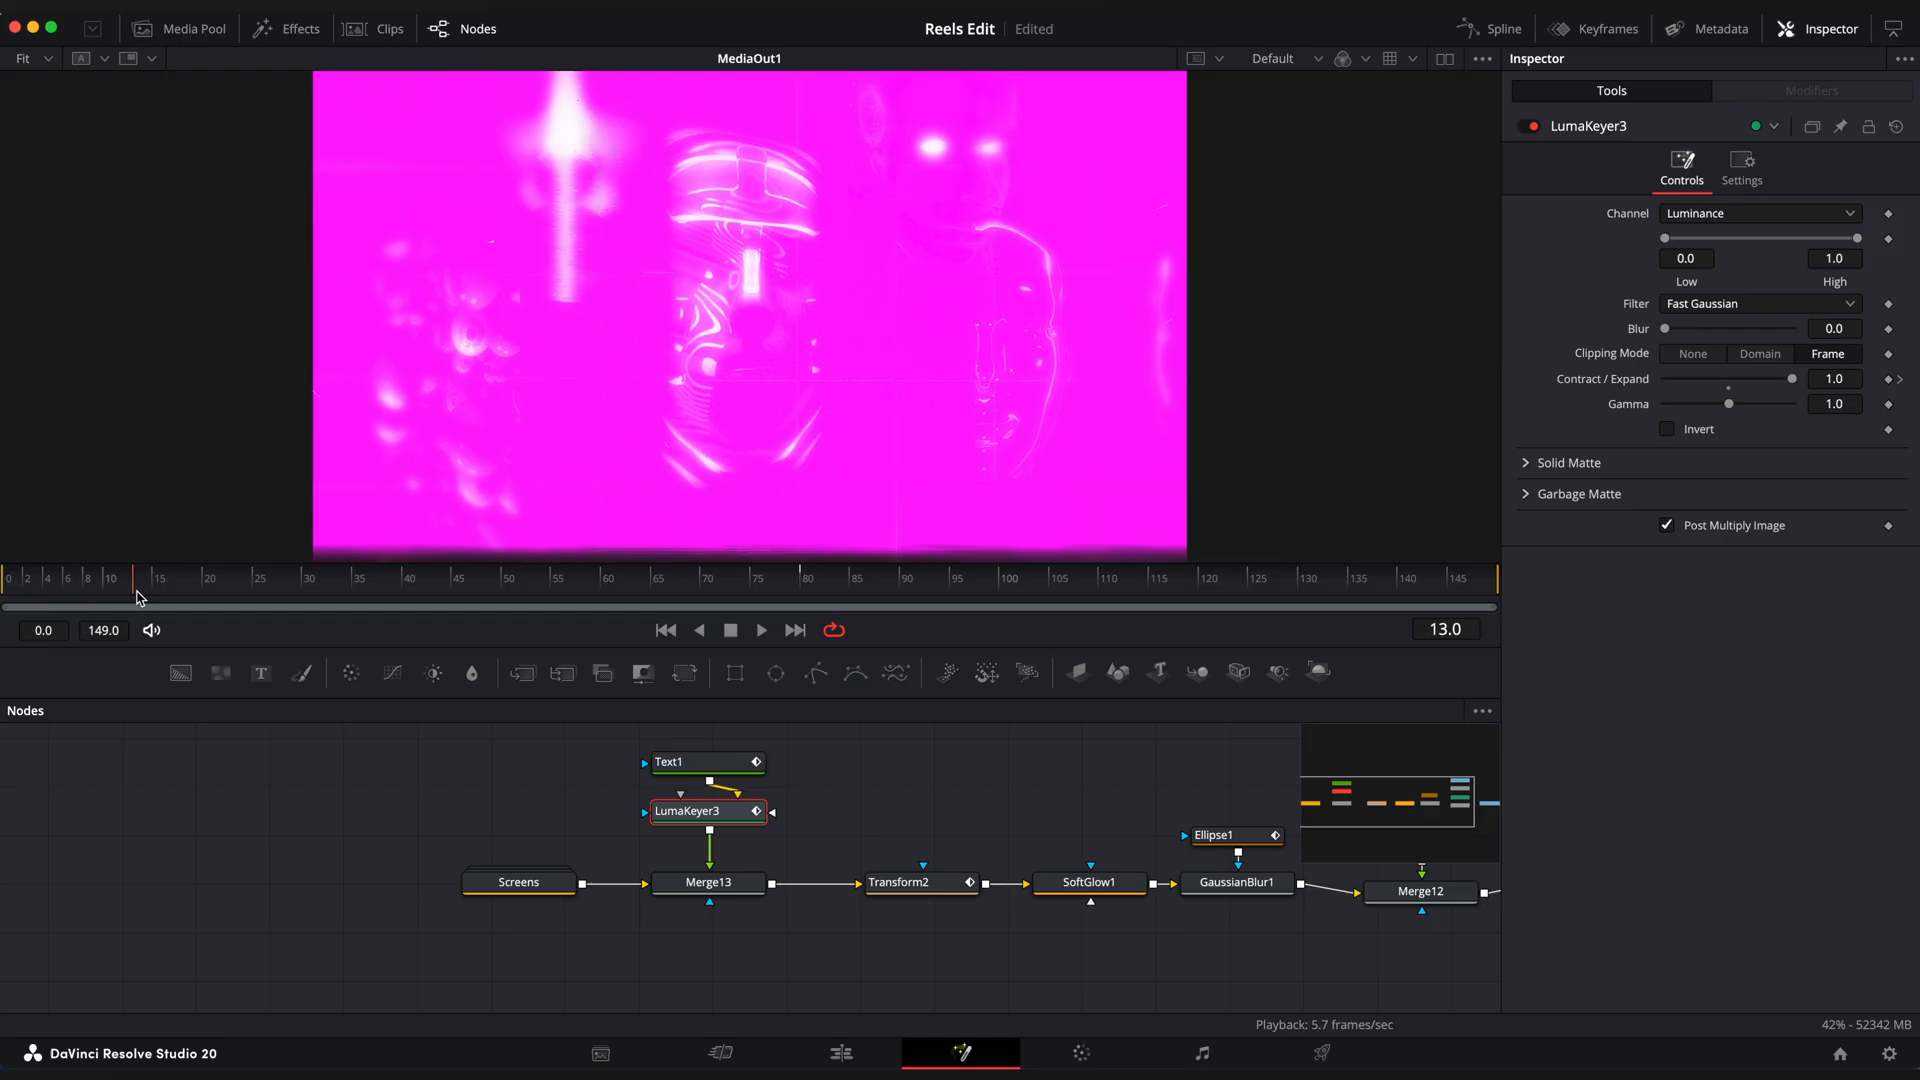 Media Pool Effects Clips Nodes Reels Edit Edited Spline Keyframes Metadata Inspector
Fit A MediaOut1 Default Inspector
Tools Modifiers
LumaKeyer3
Controls Settings
Channel Luminance
0.0 1.0
Low High
Filter Fast Gaussian
Blur 0.0
Clipping Mode None Domain Frame
Contract / Expand 1.0
Gamma 1.0
Invert
Solid Matte
Garbage Matte
Post Multiply Image
0 2 4 6 8 10 15 20 25 30 35 40 45 50 55 60 65 70 75 80 85 90 95 100 105 110 115 120 125 130 135 140 145
0.0 149.0 13.0
T T
Nodes
Text1
LumaKeyer3
Ellipse1
Screens Merge13 Transform2 SoftGlow1 GaussianBlur1 Merge12
Playback: 5.7 frames/sec 42% - 52342 MB
DaVinci Resolve Studio 20